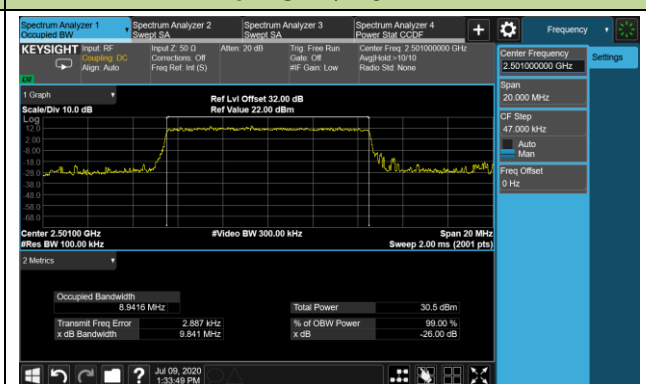 Spectrum Analyzer 1
Occupied BW
Spectrum Analyzer 2
Swept SA
Spectrum Analyzer 3
Swept SA
Spectrum Analyzer 4
Power Stat CCDF
Frequency
KEYSIGHT
Input: RF
Coupling: DC
Align: Auto
Input Z: 50 Ω
Corrections: Off
Freq Ref: Int (S)
Atten: 20 dB
Trig: Free Run
Gate: Off
#IF Gain: Low
Center Freq: 2.501000000 GHz
Avg|Hold:>10/10
Radio Std: None
1 Graph
Scale/Div 10.0 dB
Ref Lvl Offset 32.00 dB
Ref Value 22.00 dBm
Log
12.0
2.00
-8.00
-18.0
-28.0
-38.0
-48.0
-58.0
-68.0
Center 2.50100 GHz
#Res BW 100.00 kHz
#Video BW 300.00 kHz
Span 20 MHz
Sweep 2.00 ms (2001 pts)
2 Metrics
Occupied Bandwidth
8.9416 MHz
Total Power 30.5 dBm
Transmit Freq Error 2.887 kHz
% of OBW Power 99.00 %
x dB Bandwidth 9.841 MHz
x dB -26.00 dB
Jul 09, 2020
1:33:49 PM
Center Frequency
2.501000000 GHz
Settings
Span
20.000 MHz
CF Step
47.000 kHz
Auto
Man
Freq Offset
0 Hz